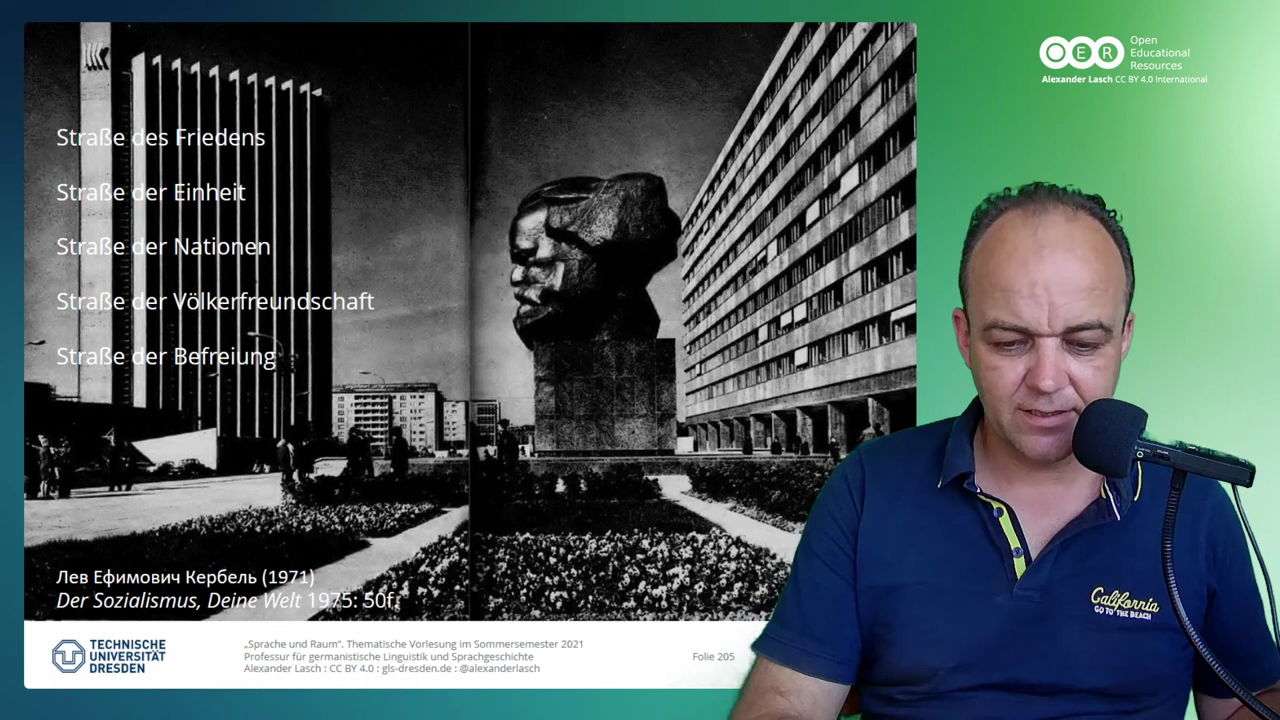 Straße des Friedens
Straße der Einheit
Straße der Nationen
Straße der Völkerfreundschaft
Straße der Befreiung
Лев Ефимович Кербель (1971)
Der Sozialismus, Deine Welt 1975: 50f.
TECHNISCHE
UNIVERSITÄT
DRESDEN
„Sprache und Raum“. Thematische Vorlesung im Sommersemester 2021
Professur für germanistische Linguistik und Sprachgeschichte
Alexander Lasch : CC BY 4.0 : gls-dresden.de : @alexanderlasch
Folie 205
OER
Open
Educational
Resources
Alexander Lasch CC BY 4.0 International
California
GO TO THE BEACH